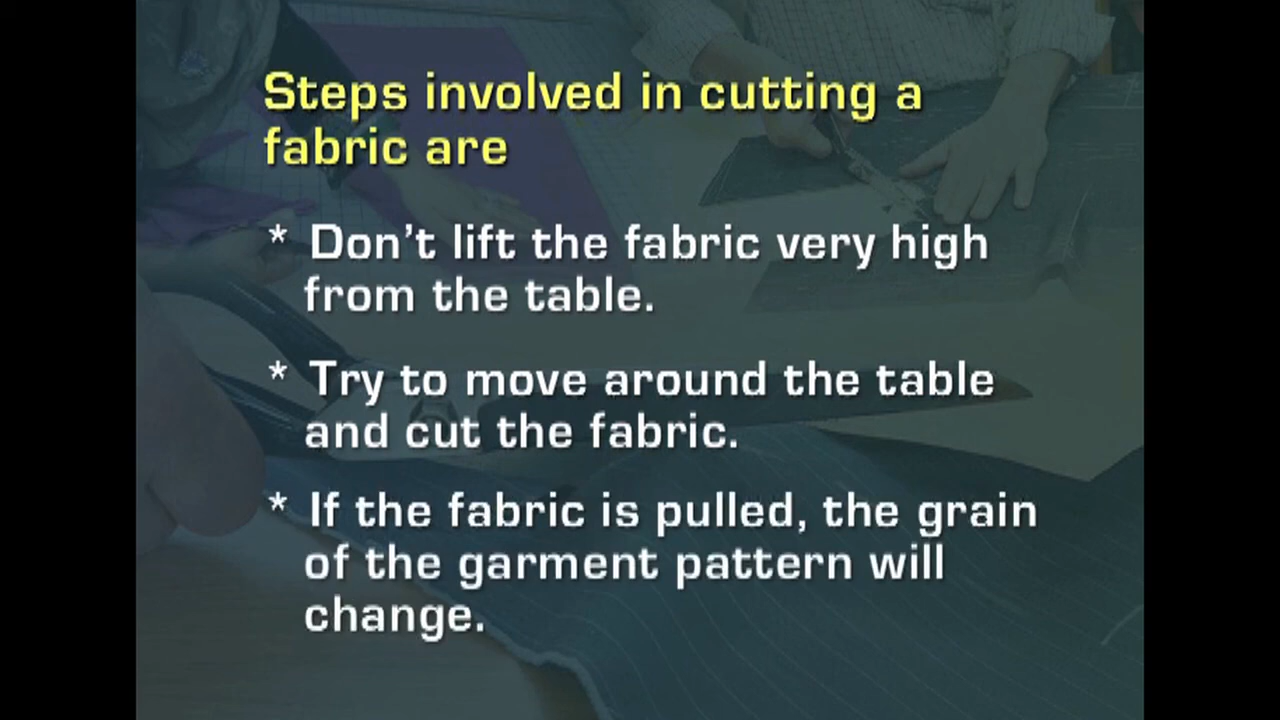 Steps involved in cutting a
fabric are
* Don't lift the fabric very high
from the table.
* Try to move around the table
and cut the fabric.
* If the fabric is pulled, the grain
of the garment pattern will
change.